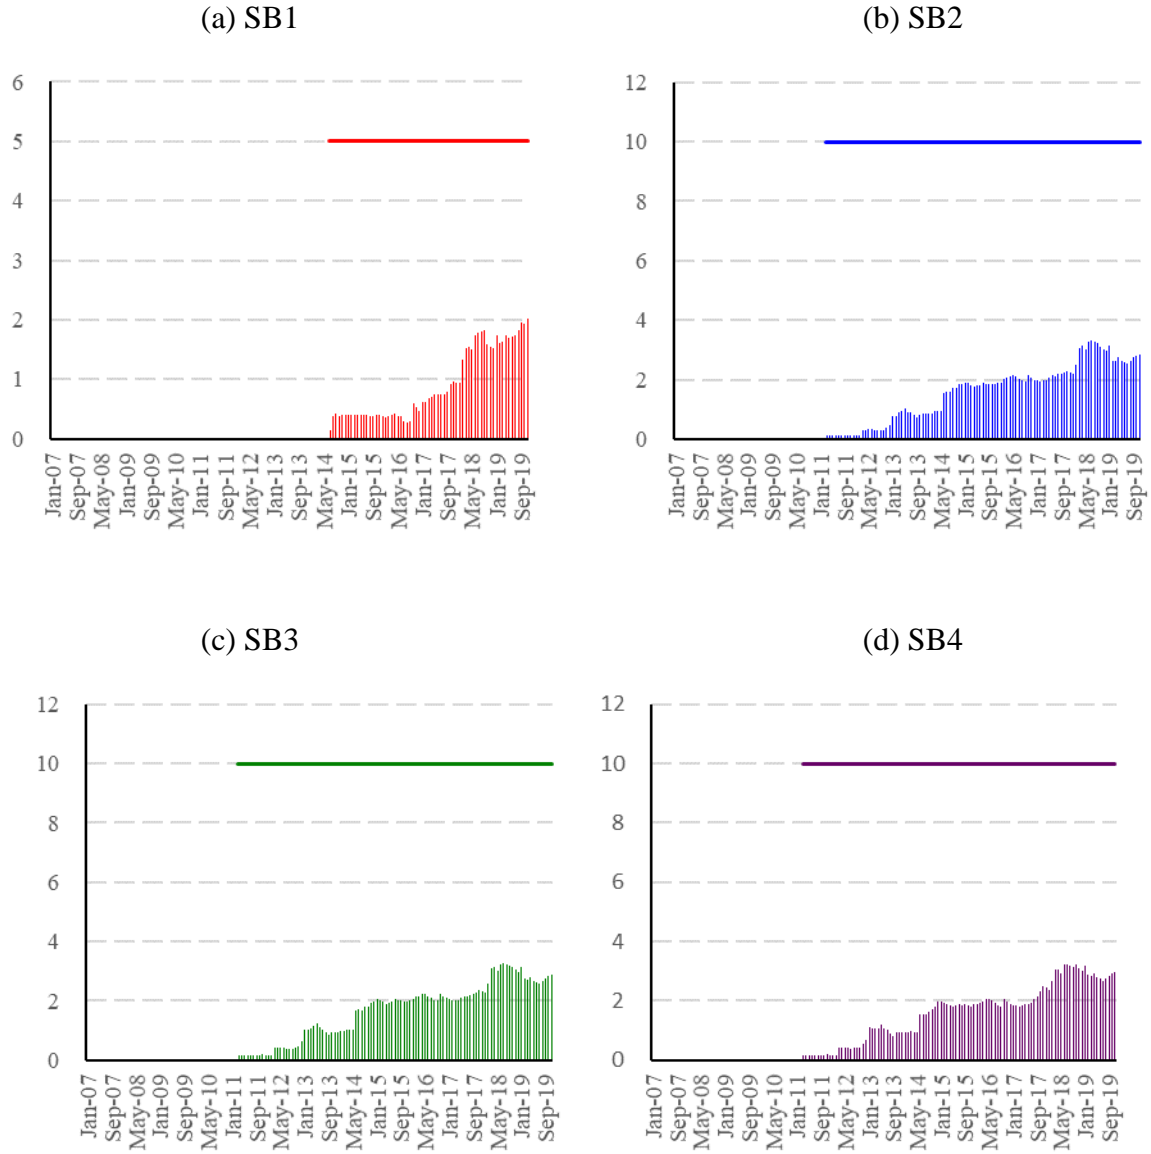 (a) SB1
6
5
4
3
2
1
0
Jan-07
Sep-07
May-08
Jan-09
Sep-09
May-10
Jan-11
Sep-11
May-12
Jan-13
Sep-13
May-14
Jan-15
Sep-15
May-16
Jan-17
Sep-17
May-18
Jan-19
Sep-19
(b) SB2
12
10
8
6
4
2
0
Jan-07
Sep-07
May-08
Jan-09
Sep-09
May-10
Jan-11
Sep-11
May-12
Jan-13
Sep-13
May-14
Jan-15
Sep-15
May-16
Jan-17
Sep-17
May-18
Jan-19
Sep-19
(c) SB3
12
10
8
6
4
2
0
Jan-07
Sep-07
May-08
Jan-09
Sep-09
May-10
Jan-11
Sep-11
May-12
Jan-13
Sep-13
May-14
Jan-15
Sep-15
May-16
Jan-17
Sep-17
May-18
Jan-19
Sep-19
(d) SB4
12
10
8
6
4
2
0
Jan-07
Sep-07
May-08
Jan-09
Sep-09
May-10
Jan-11
Sep-11
May-12
Jan-13
Sep-13
May-14
Jan-15
Sep-15
May-16
Jan-17
Sep-17
May-18
Jan-19
Sep-19